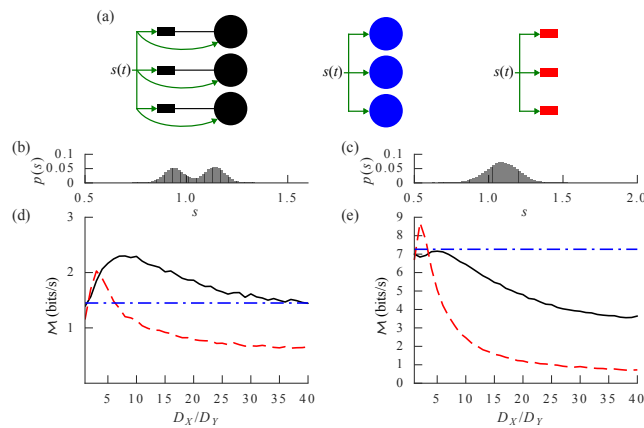 (a)
s(t) s(t) s(t)
(b) (c)
p(s) 0.1 0.05 0 0.5 1.0 1.5 s
p(s) 0.1 0.05 0 0.5 1.0 1.5 2.0 s
(d) (e)
M (bits/s) 3 2 1
5 10 15 20 25 30 35 40
D_X/D_Y
M (bits/s) 9 8 7 6 5 4 3 2 1 0
5 10 15 20 25 30 35 40
D_X/D_Y